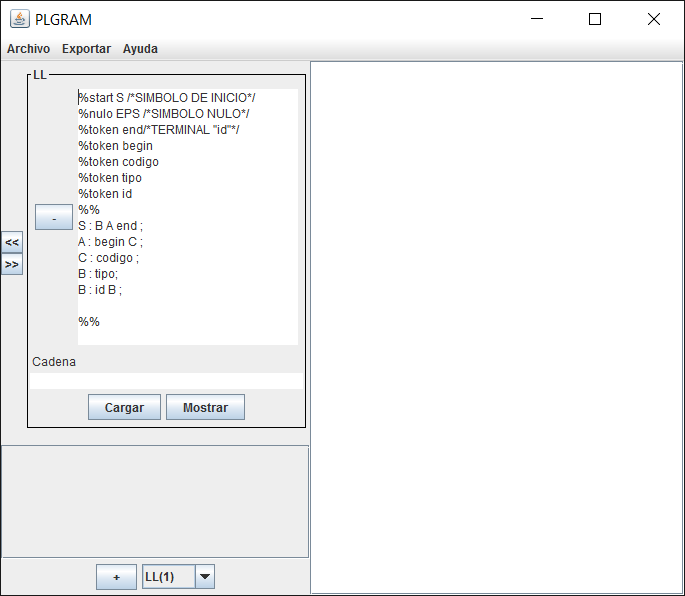 PLGRAM
Archivo Exportar Ayuda
LL
%start S /*SIMBOLO DE INICIO*/
%nulo EPS /*SIMBOLO NULO*/
%token end/*TERMINAL "id"*/
%token begin
%token codigo
%token tipo
%token id
%%
S : B A end ;
A : begin C ;
C : codigo ;
B : tipo;
B : id B ;
%%
-
<<
>>
Cadena
Cargar Mostrar
+ LL(1)